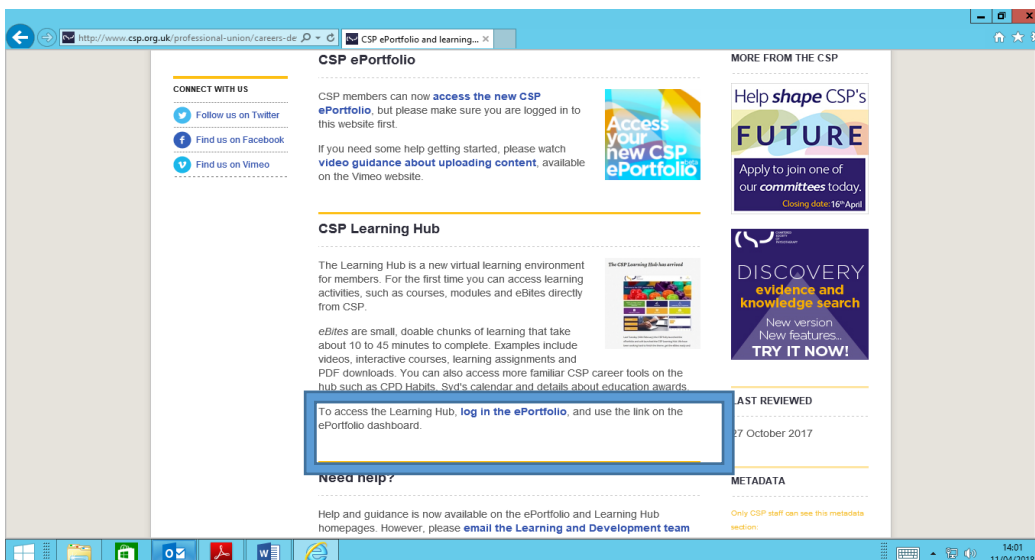 http://www.csp.org.uk/professional-union/careers-de
CSP ePortfolio and learning...
CONNECT WITH US
Follow us on Twitter
Find us on Facebook
Find us on Vimeo
CSP ePortfolio
CSP members can now access the new CSP
ePortfolio, but please make sure you are logged in to
this website first.
If you need some help getting started, please watch
video guidance about uploading content, available
on the Vimeo website.
Access
your
new CSP
ePortfolio
CSP Learning Hub
The Learning Hub is a new virtual learning environment
for members. For the first time you can access learning
activities, such as courses, modules and eBites directly
from CSP.
The CSP Learning Hub has arrived
eBites are small, doable chunks of learning that take
about 10 to 45 minutes to complete. Examples include
videos, interactive courses, learning assignments and
PDF downloads. You can also access more familiar CSP career tools on the
hub such as CPD Habits, Syd's calendar and details about education awards.
To access the Learning Hub, log in the ePortfolio, and use the link on the
ePortfolio dashboard.
Need help?
Help and guidance is now available on the ePortfolio and Learning Hub
homepages. However, please email the Learning and Development team
MORE FROM THE CSP
Help shape CSP's
FUTURE
Apply to join one of
our committees today.
Closing date: 16th April
CHARTERED
SOCIETY
OF
PHYSIOTHERAPY
DISCOVERY
evidence and
knowledge search
New version
New features...
TRY IT NOW!
LAST REVIEWED
27 October 2017
METADATA
Only CSP staff can see this metadata
section:
14:01
11/04/2018